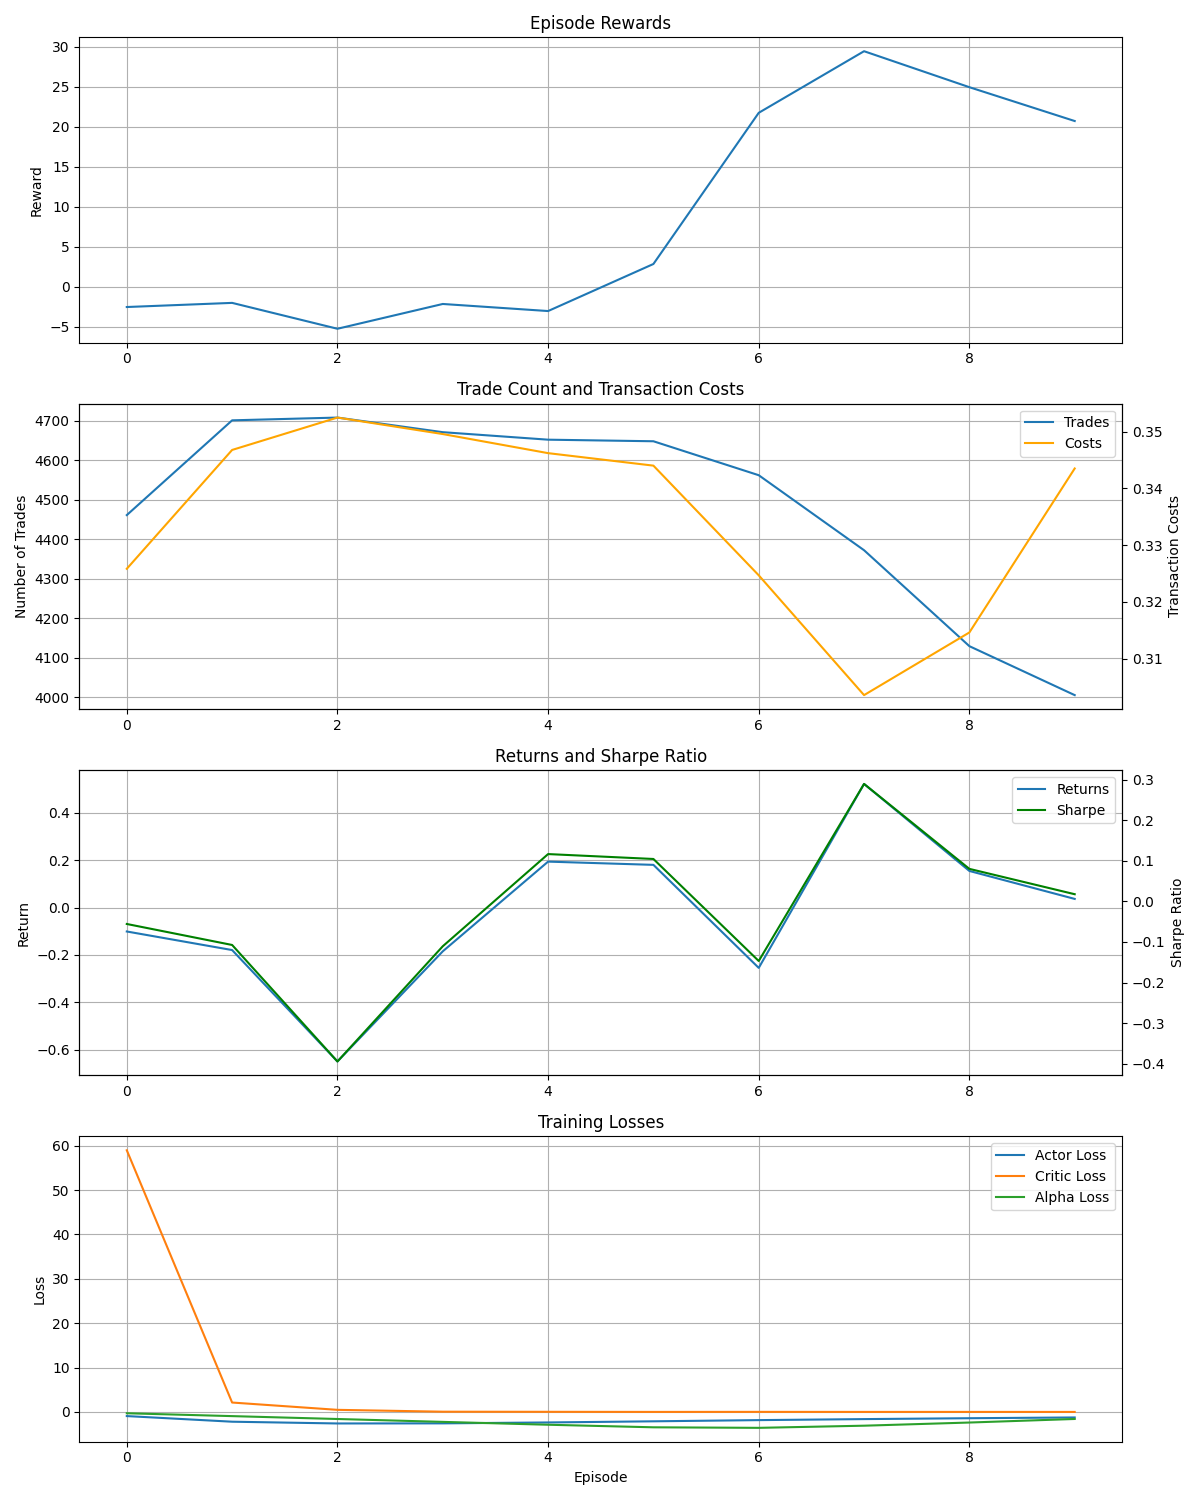 Episode Rewards
30
25
20
15
10
5
0
−5
Reward
0 2 4 6 8
Trade Count and Transaction Costs
4700
4600
4500
4400
4300
4200
4100
4000
Number of Trades
Trades
Costs
0.35
0.34
0.33
0.32
0.31
Transaction Costs
0 2 4 6 8
Returns and Sharpe Ratio
0.4
0.2
0.0
−0.2
−0.4
−0.6
Return
Returns
Sharpe
0.3
0.2
0.1
0.0
−0.1
−0.2
−0.3
−0.4
Sharpe Ratio
0 2 4 6 8
Training Losses
60
50
40
30
20
10
0
Loss
Actor Loss
Critic Loss
Alpha Loss
0 2 4 6 8
Episode